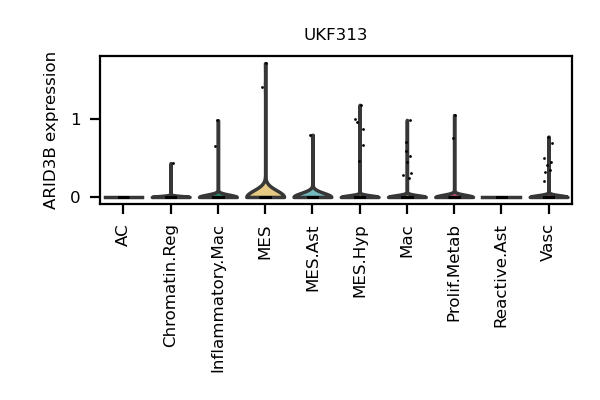 UKF313
ARID3B expression
1
0
AC
Chromatin.Reg
Inflammatory.Mac
MES
MES.Ast
MES.Hyp
Mac
Prolif.Metab
Reactive.Ast
Vasc